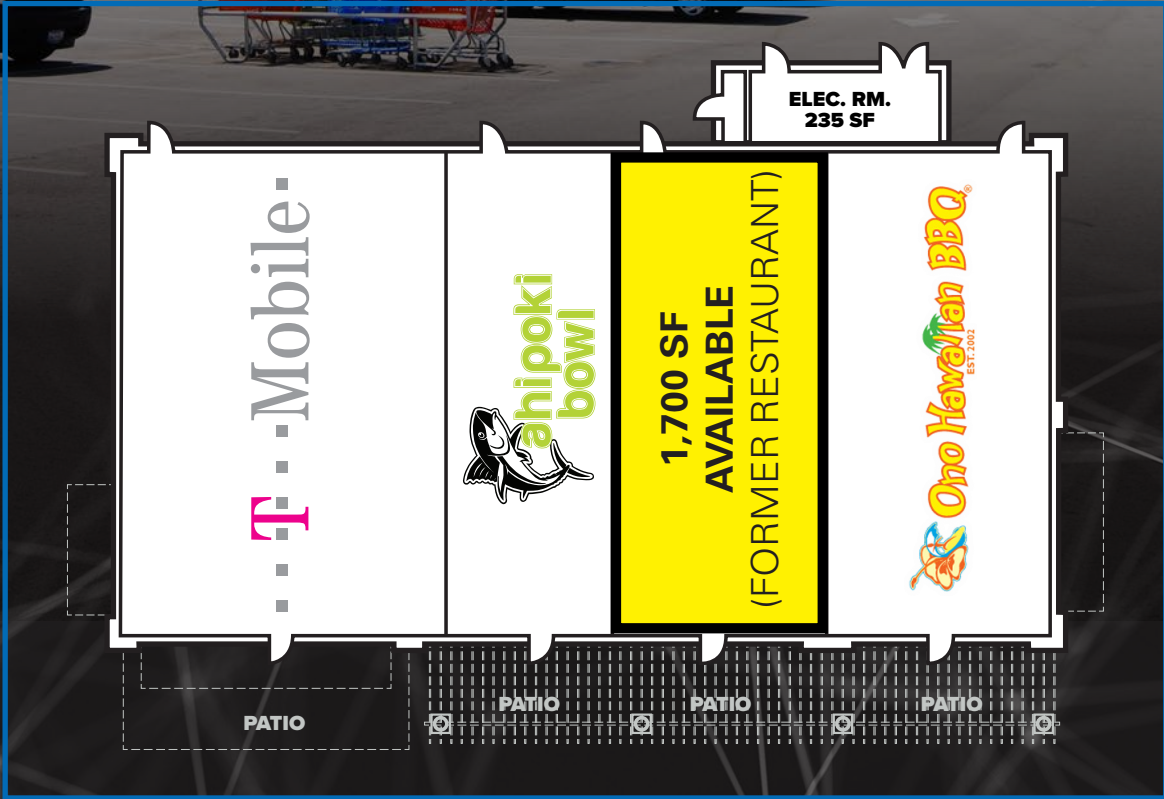 ELEC. RM.
235 SF
T Mobile
ahipoki
bowl
1,700 SF
AVAILABLE
(FORMER RESTAURANT)
Ono Hawaiian BBQ®
EST. 2002
PATIO
PATIO
PATIO
PATIO